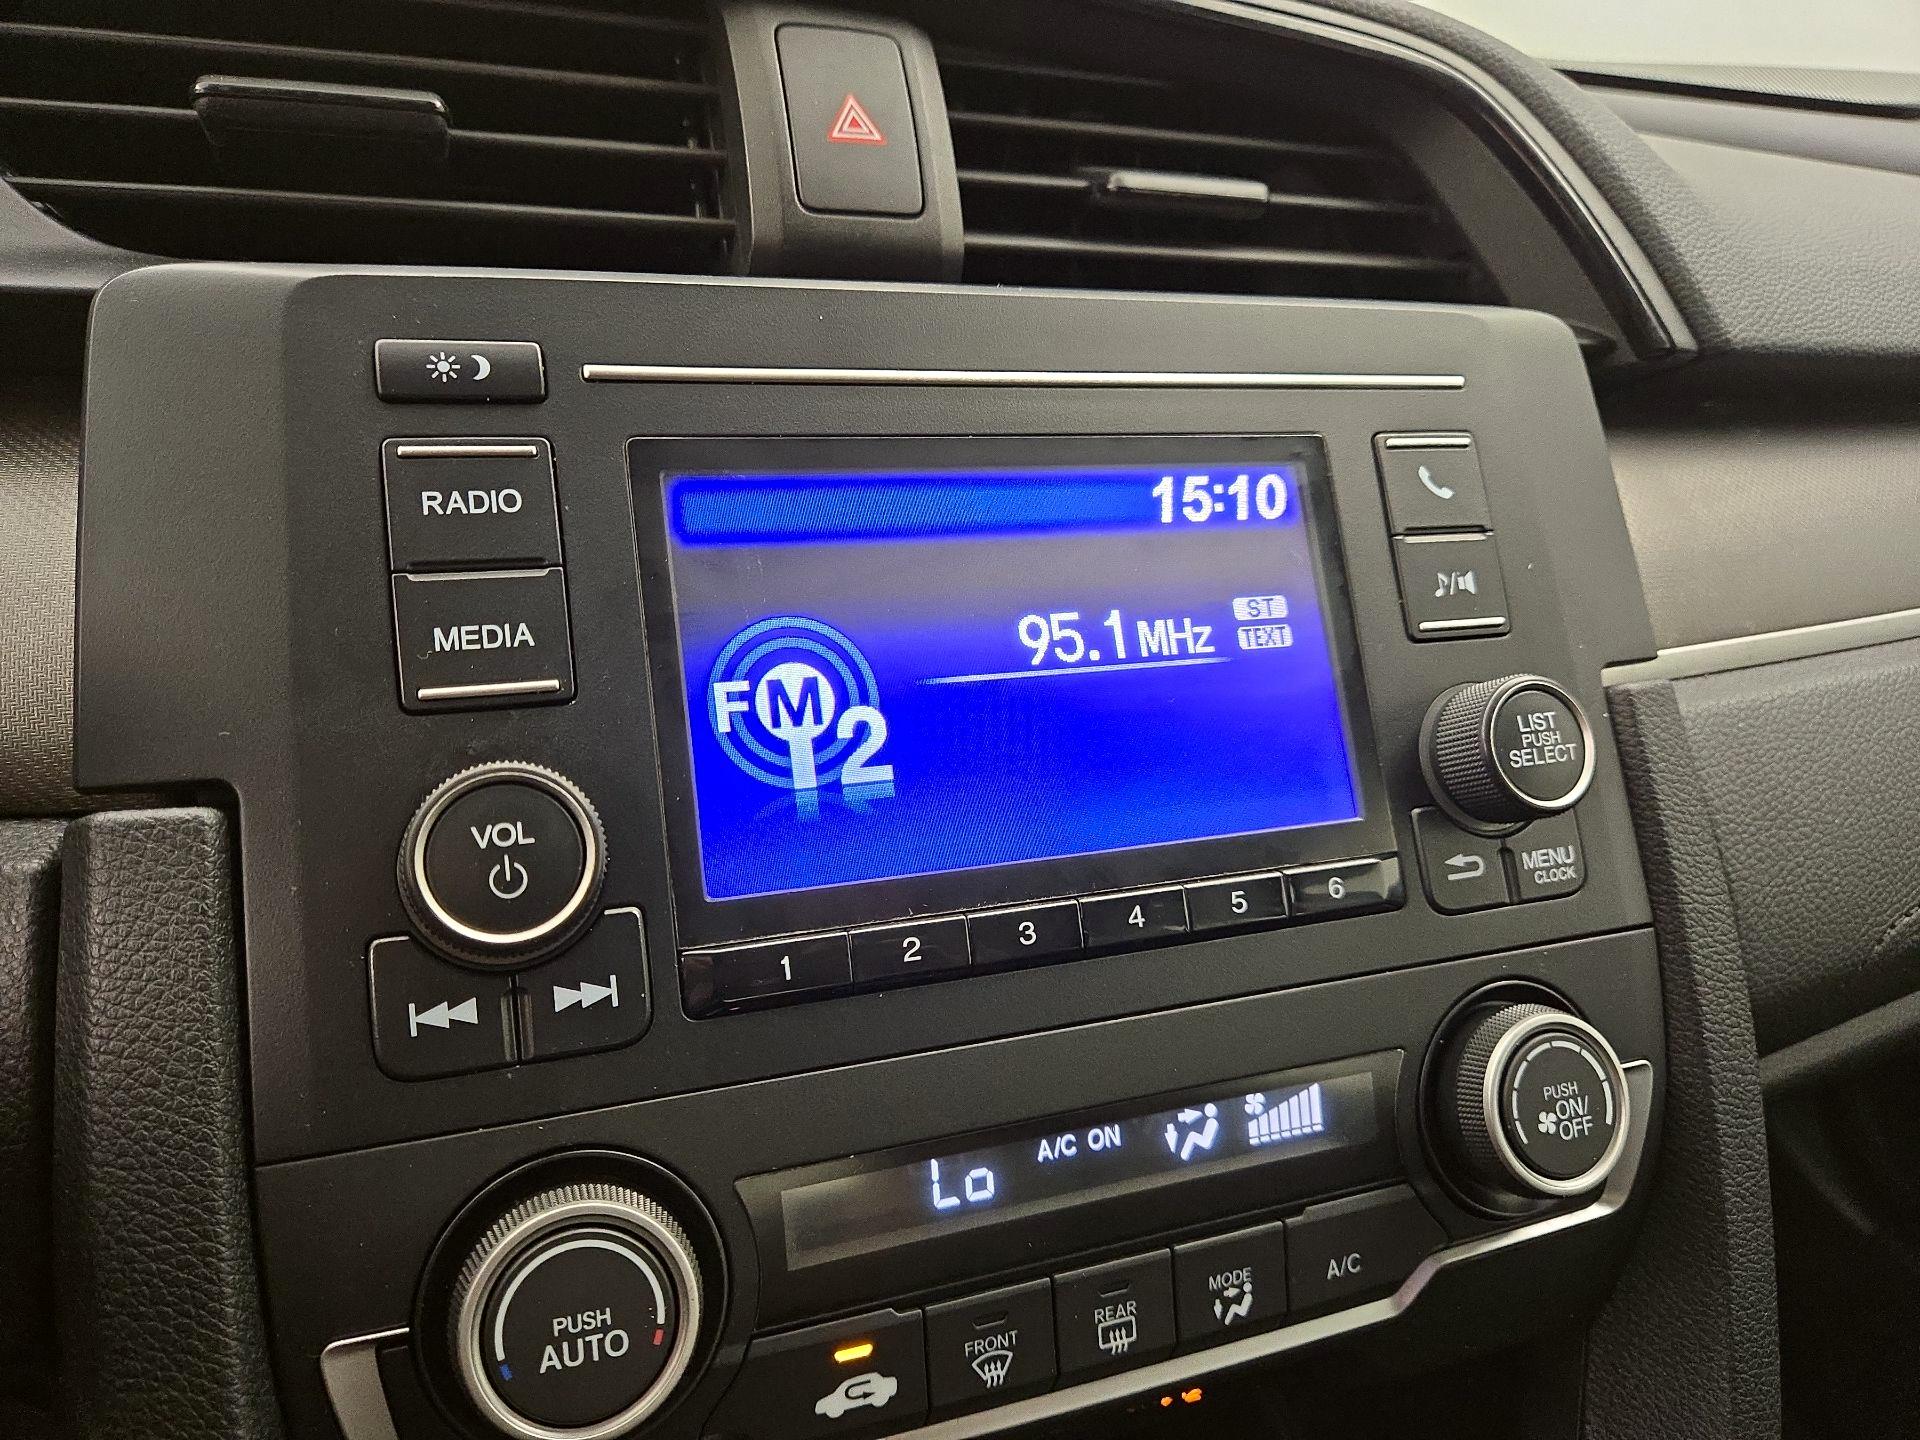 RADIO
MEDIA
VOL
15:10
95.1 MHz
ST
TEXT
FM
2
LIST
PUSH
SELECT
MENU
CLOCK
1 2 3 4 5 6
Lo
A/C ON
PUSH
ON/
OFF
PUSH
AUTO
FRONT
REAR
MODE
A/C